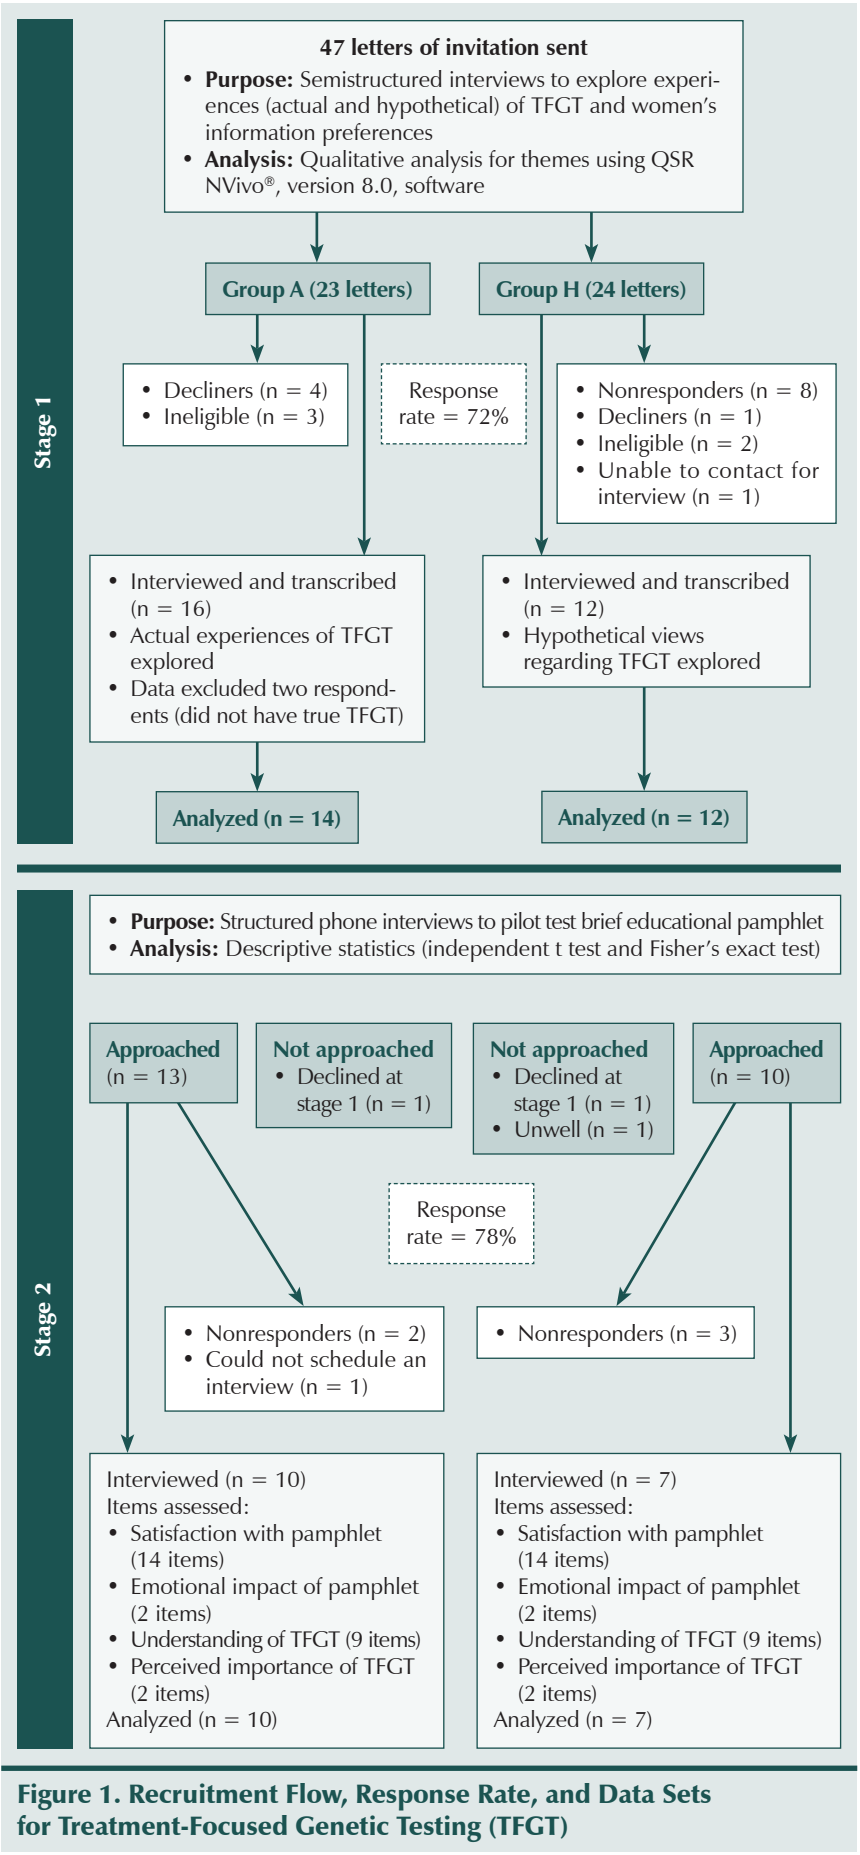 47 letters of invitation sent
• Purpose: Semistructured interviews to explore experi-
ences (actual and hypothetical) of TFGT and women's
information preferences
• Analysis: Qualitative analysis for themes using QSR
NVivo®, version 8.0, software
Group A (23 letters)
Group H (24 letters)
• Decliners (n = 4)
• Ineligible (n = 3)
Response
rate = 72%
• Nonresponders (n = 8)
• Decliners (n = 1)
• Ineligible (n = 2)
• Unable to contact for
interview (n = 1)
Stage 1
• Interviewed and transcribed
(n = 16)
• Actual experiences of TFGT
explored
• Data excluded two respond-
ents (did not have true TFGT)
• Interviewed and transcribed
(n = 12)
• Hypothetical views
regarding TFGT explored
Analyzed (n = 14)
Analyzed (n = 12)
• Purpose: Structured phone interviews to pilot test brief educational pamphlet
• Analysis: Descriptive statistics (independent t test and Fisher's exact test)
Approached
(n = 13)
Not approached
• Declined at
stage 1 (n = 1)
Not approached
• Declined at
stage 1 (n = 1)
• Unwell (n = 1)
Approached
(n = 10)
Response
rate = 78%
Stage 2
• Nonresponders (n = 2)
• Could not schedule an
interview (n = 1)
• Nonresponders (n = 3)
Interviewed (n = 10)
Items assessed:
• Satisfaction with pamphlet
(14 items)
• Emotional impact of pamphlet
(2 items)
• Understanding of TFGT (9 items)
• Perceived importance of TFGT
(2 items)
Analyzed (n = 10)
Interviewed (n = 7)
Items assessed:
• Satisfaction with pamphlet
(14 items)
• Emotional impact of pamphlet
(2 items)
• Understanding of TFGT (9 items)
• Perceived importance of TFGT
(2 items)
Analyzed (n = 7)
Figure 1. Recruitment Flow, Response Rate, and Data Sets
for Treatment-Focused Genetic Testing (TFGT)